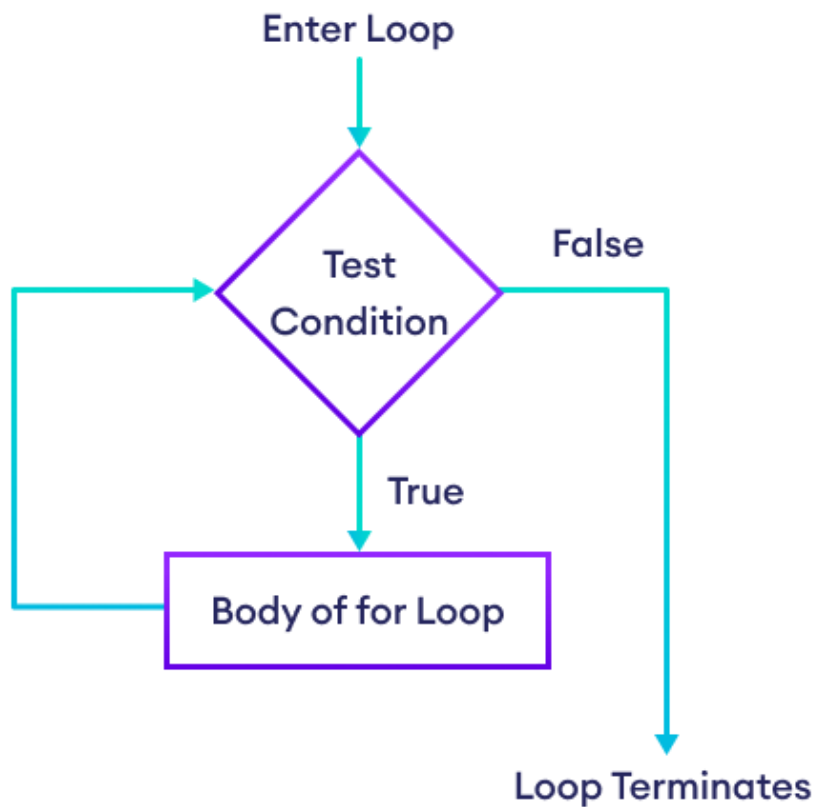 Enter Loop
False
Test
Condition
True
Body of for Loop
Loop Terminates